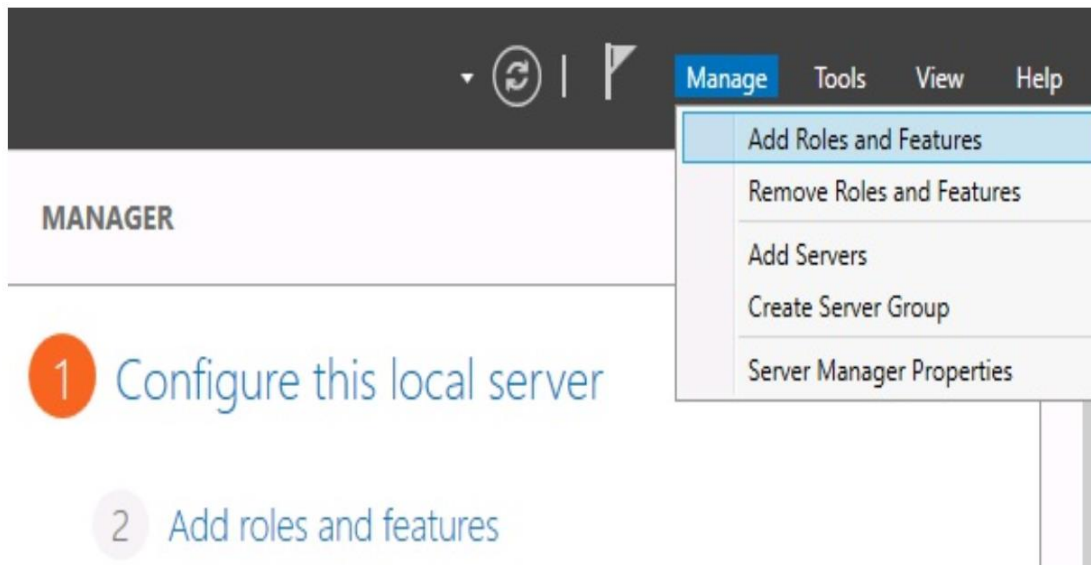 Manage Tools View Help
Add Roles and Features
Remove Roles and Features
Add Servers
Create Server Group
Server Manager Properties
MANAGER
1 Configure this local server
2 Add roles and features